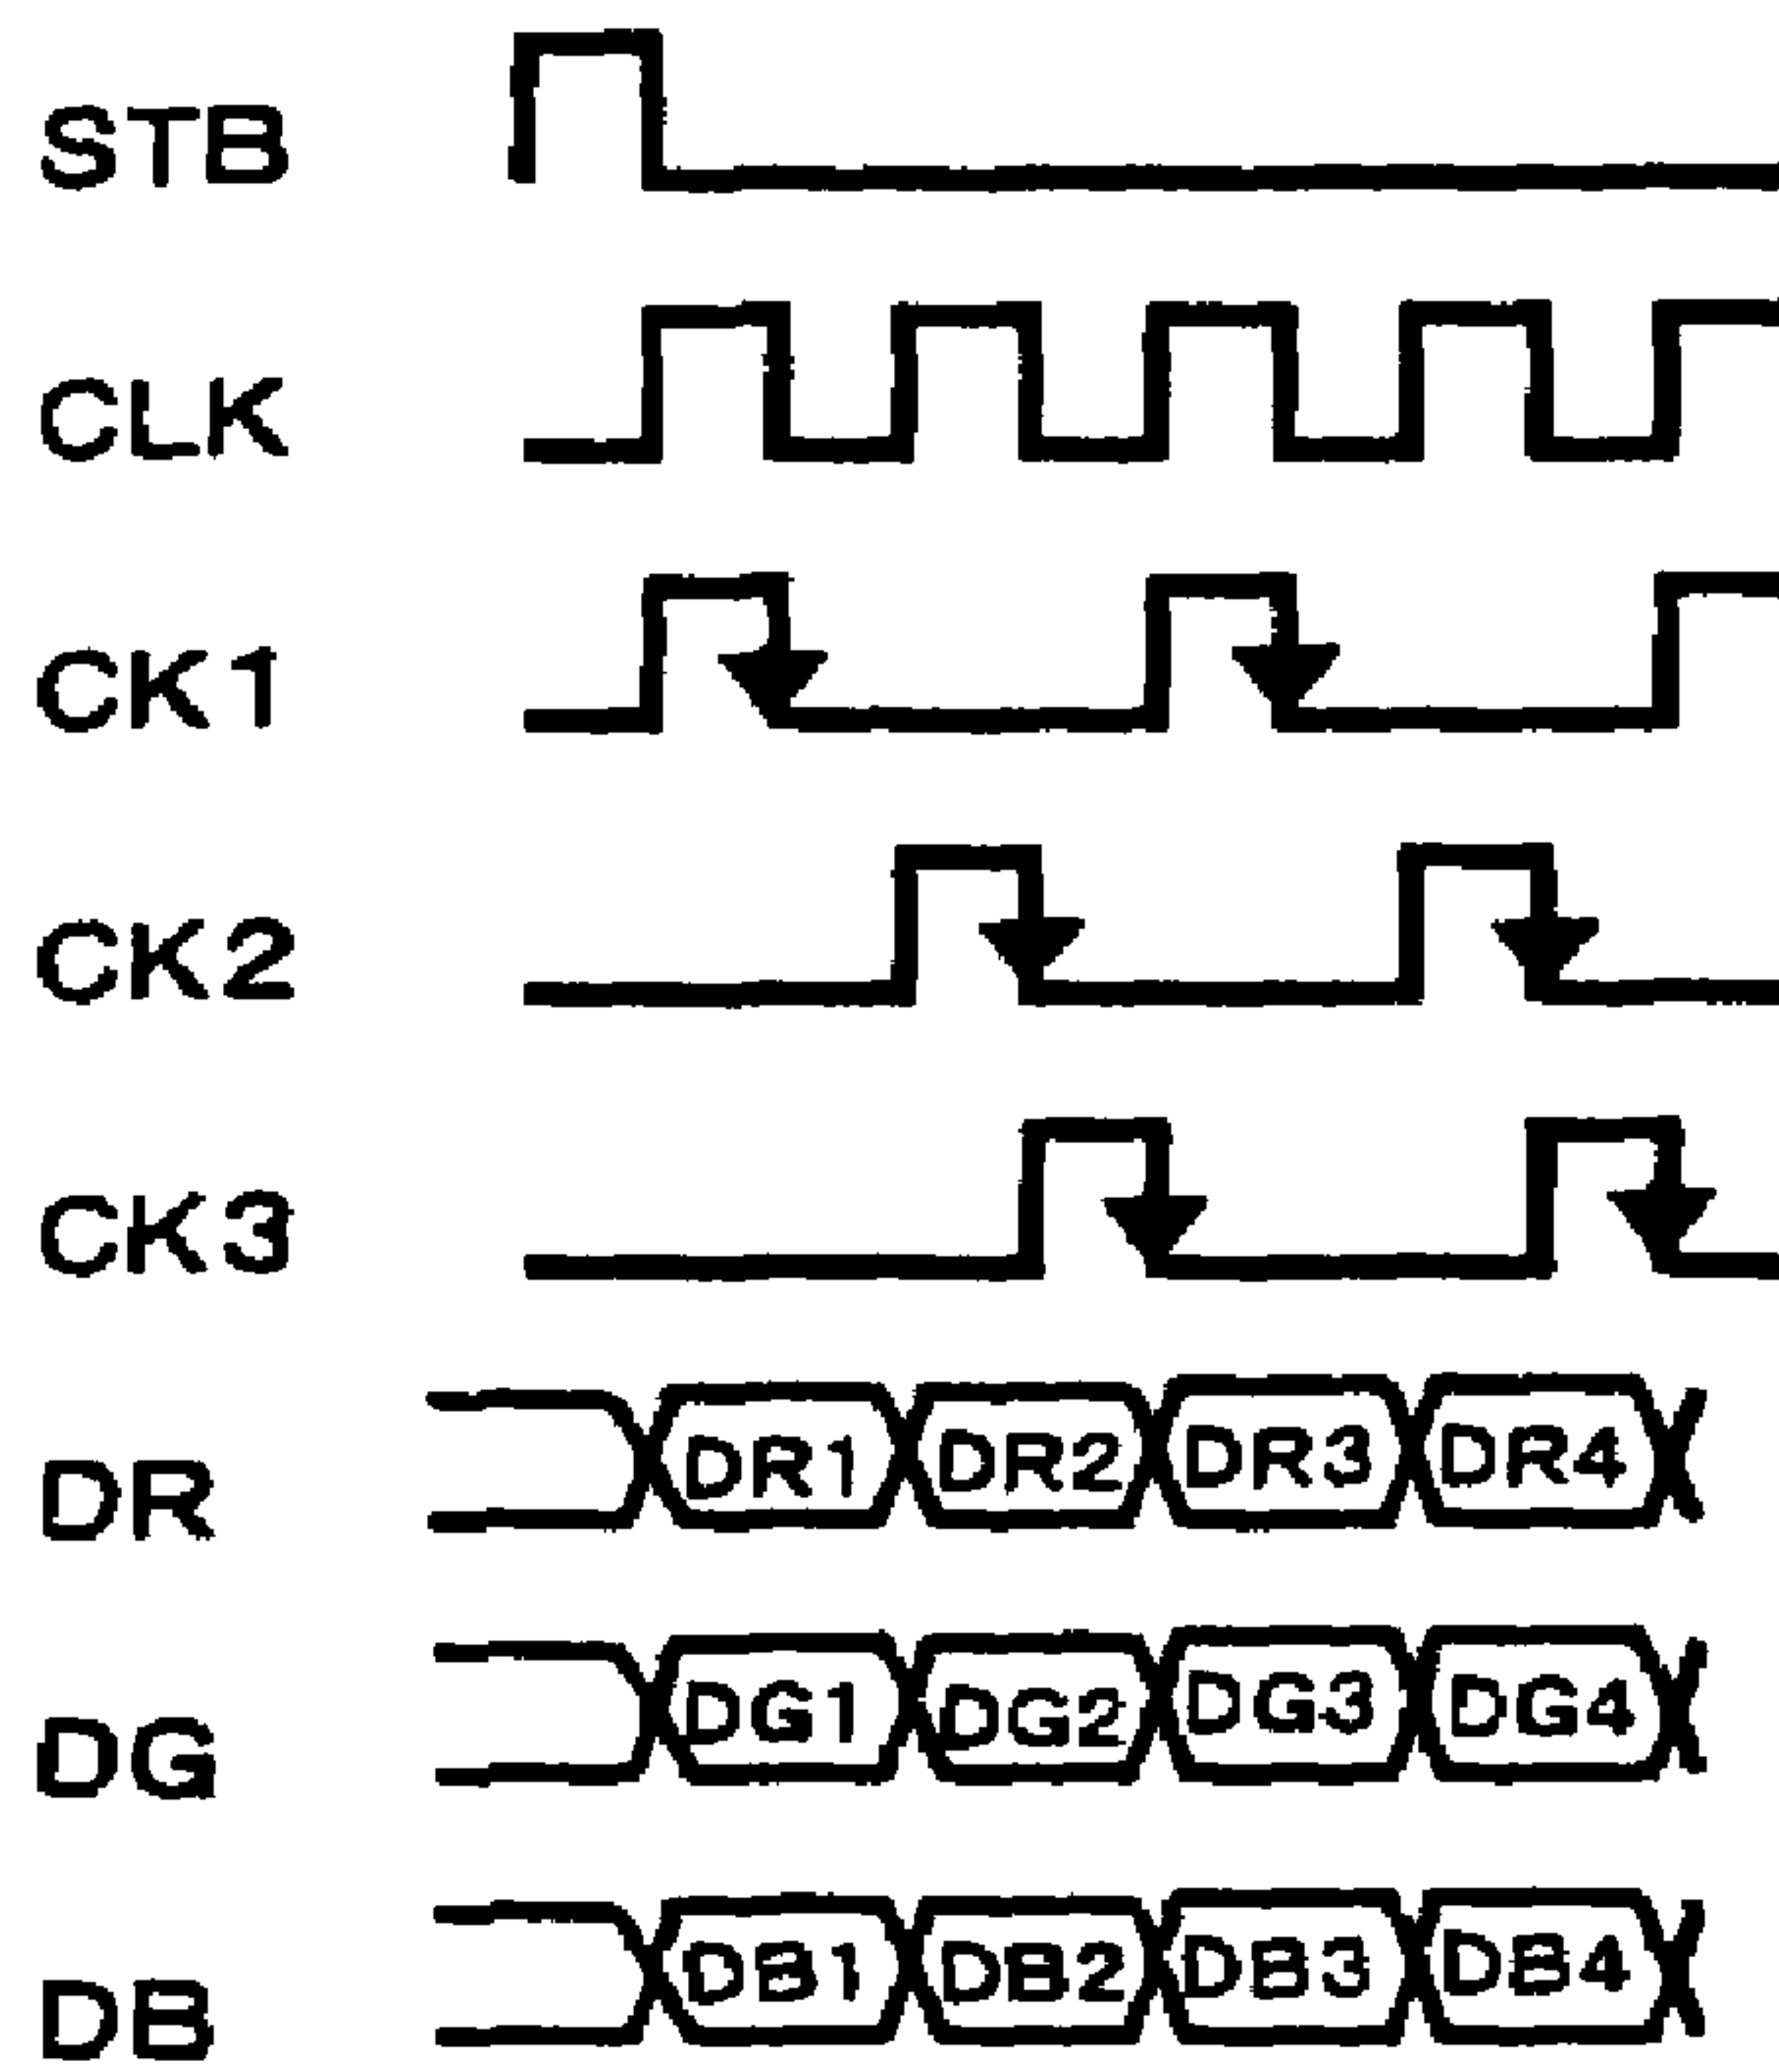 STB
CLK
CK1
CK2
CK3
DR DR1 DR2 DR3 DR4
DG DG1 DG2 DG3 DG4
DB DB1 DB2 DB3 DB4